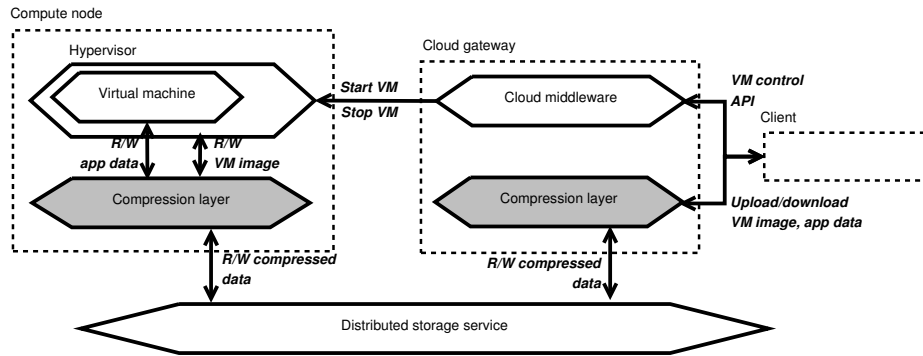 Compute node
Hypervisor
Virtual machine
R/W
app data
R/W
VM image
Compression layer
R/W compressed
data
Start VM
Stop VM
Cloud gateway
Cloud middleware
Compression layer
R/W compressed
data
VM control
API
Client
Upload/download
VM image, app data
Distributed storage service